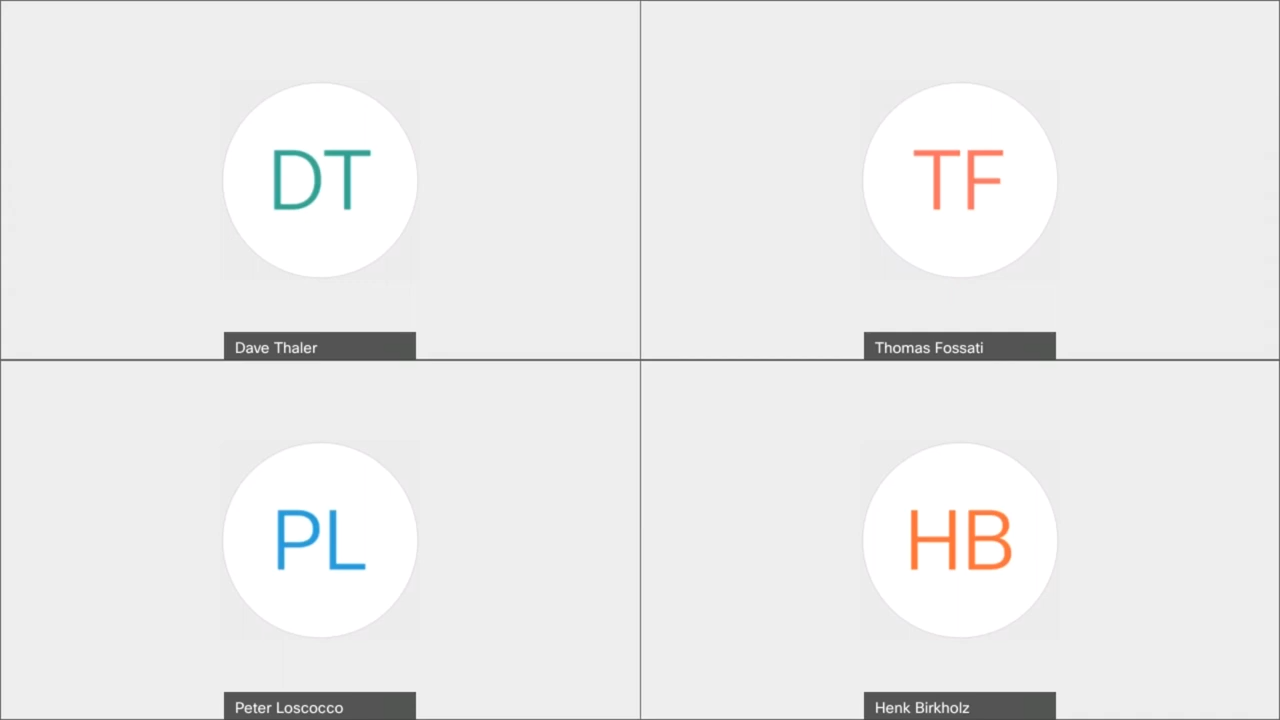 DT
Dave Thaler
TF
Thomas Fossati
PL
Peter Loscocco
HB
Henk Birkholz